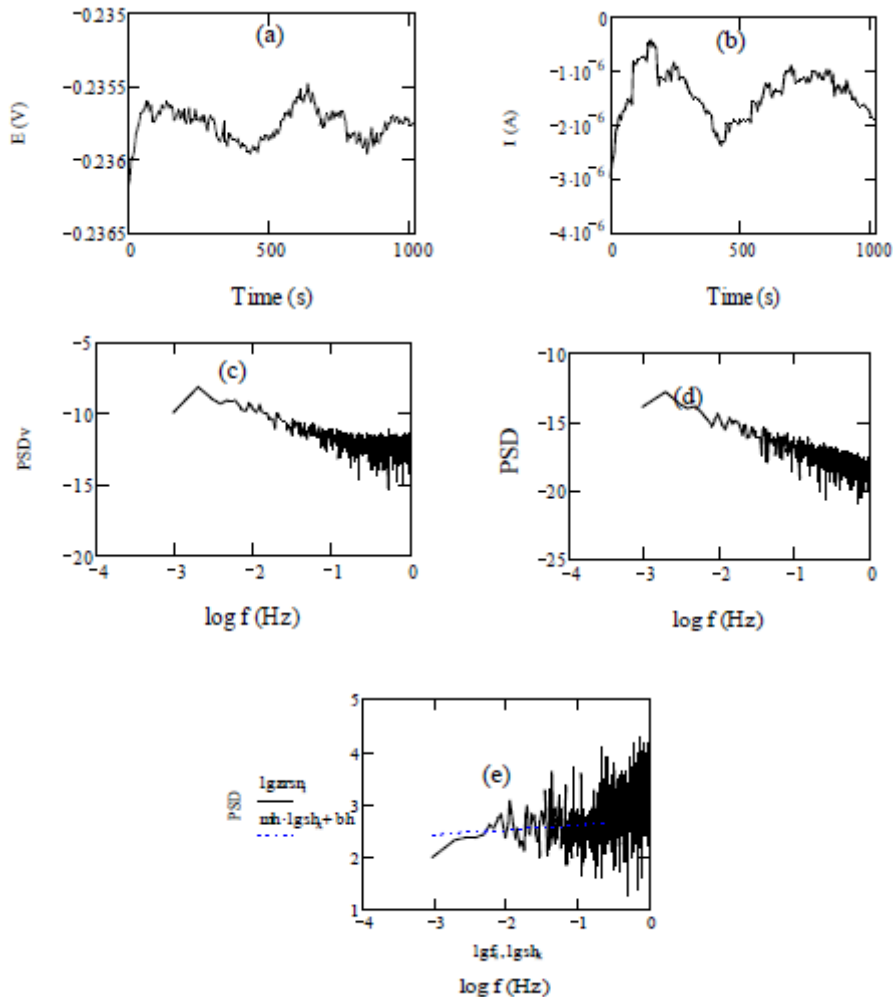 −0.235
−0.2355
−0.236
−0.2365
E (V)
(a)
0
500
1000
Time (s)
0
−1·10⁻⁶
−2·10⁻⁶
−3·10⁻⁶
−4·10⁻⁶
I (A)
(b)
0
500
1000
Time (s)
−5
−10
−15
−20
PSDv
(c)
−4
−3
−2
−1
0
log f (Hz)
−10
−15
−20
−25
PSD
(d)
−4
−3
−2
−1
0
log f (Hz)
5
4
3
2
1
PSD
(e)
mh·lgshₖ+bh
−4
−3
−2
−1
0
log f (Hz)